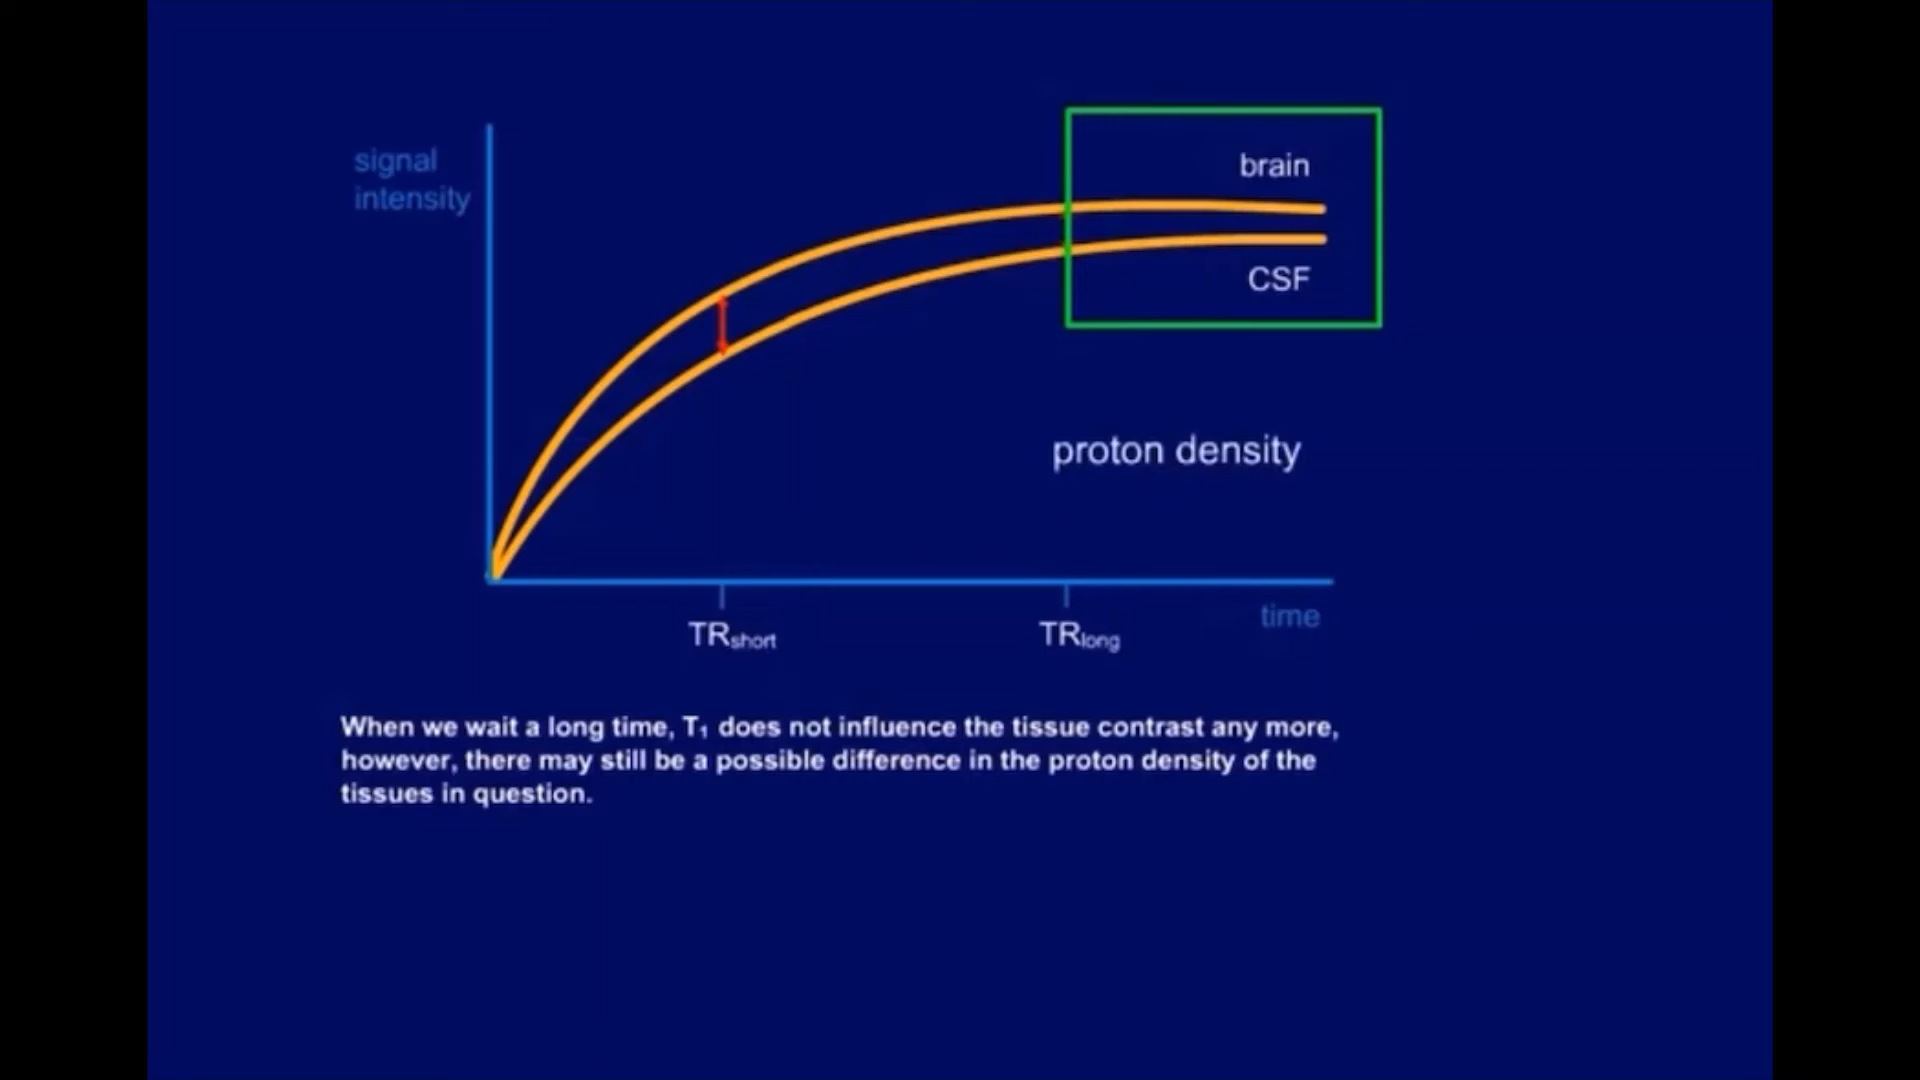 signal
intensity
brain
CSF
proton density
time
TRshort
TRlong
When we wait a long time, T₁ does not influence the tissue contrast any more,
however, there may still be a possible difference in the proton density of the
tissues in question.